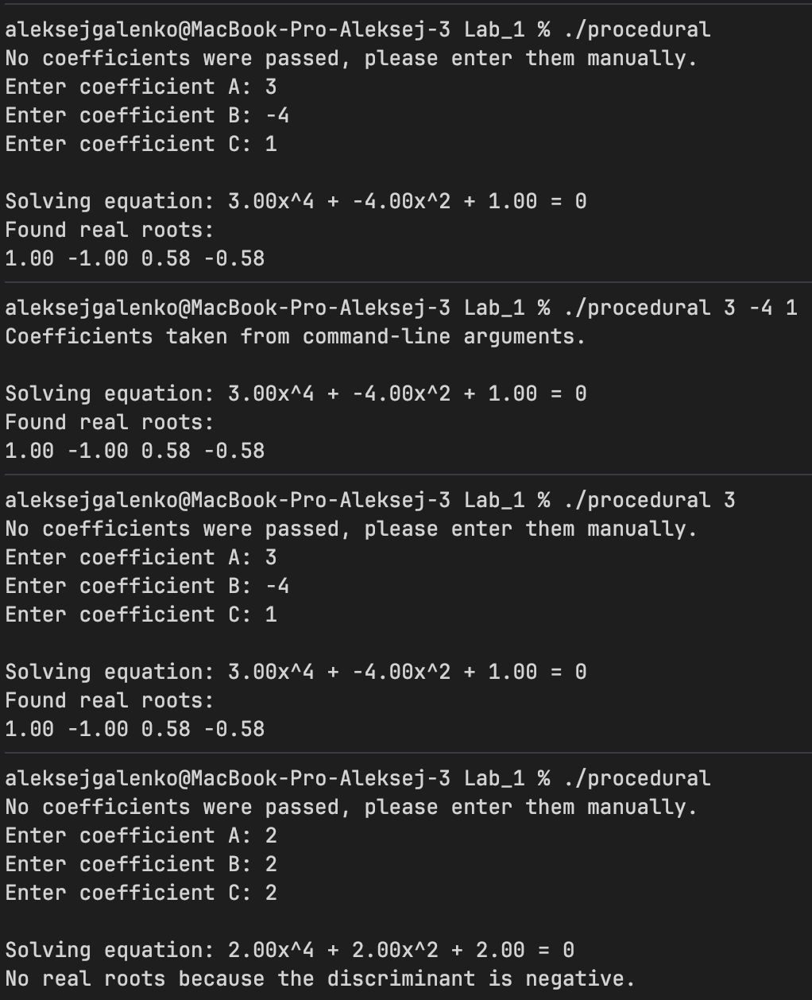 aleksejgalenko@MacBook-Pro-Aleksej-3 Lab_1 % ./procedural
No coefficients were passed, please enter them manually.
Enter coefficient A: 3
Enter coefficient B: -4
Enter coefficient C: 1
Solving equation: 3.00x^4 + -4.00x^2 + 1.00 = 0
Found real roots:
1.00 -1.00 0.58 -0.58
aleksejgalenko@MacBook-Pro-Aleksej-3 Lab_1 % ./procedural 3 -4 1
Coefficients taken from command-line arguments.
Solving equation: 3.00x^4 + -4.00x^2 + 1.00 = 0
Found real roots:
1.00 -1.00 0.58 -0.58
aleksejgalenko@MacBook-Pro-Aleksej-3 Lab_1 % ./procedural 3
No coefficients were passed, please enter them manually.
Enter coefficient A: 3
Enter coefficient B: -4
Enter coefficient C: 1
Solving equation: 3.00x^4 + -4.00x^2 + 1.00 = 0
Found real roots:
1.00 -1.00 0.58 -0.58
aleksejgalenko@MacBook-Pro-Aleksej-3 Lab_1 % ./procedural
No coefficients were passed, please enter them manually.
Enter coefficient A: 2
Enter coefficient B: 2
Enter coefficient C: 2
Solving equation: 2.00x^4 + 2.00x^2 + 2.00 = 0
No real roots because the discriminant is negative.